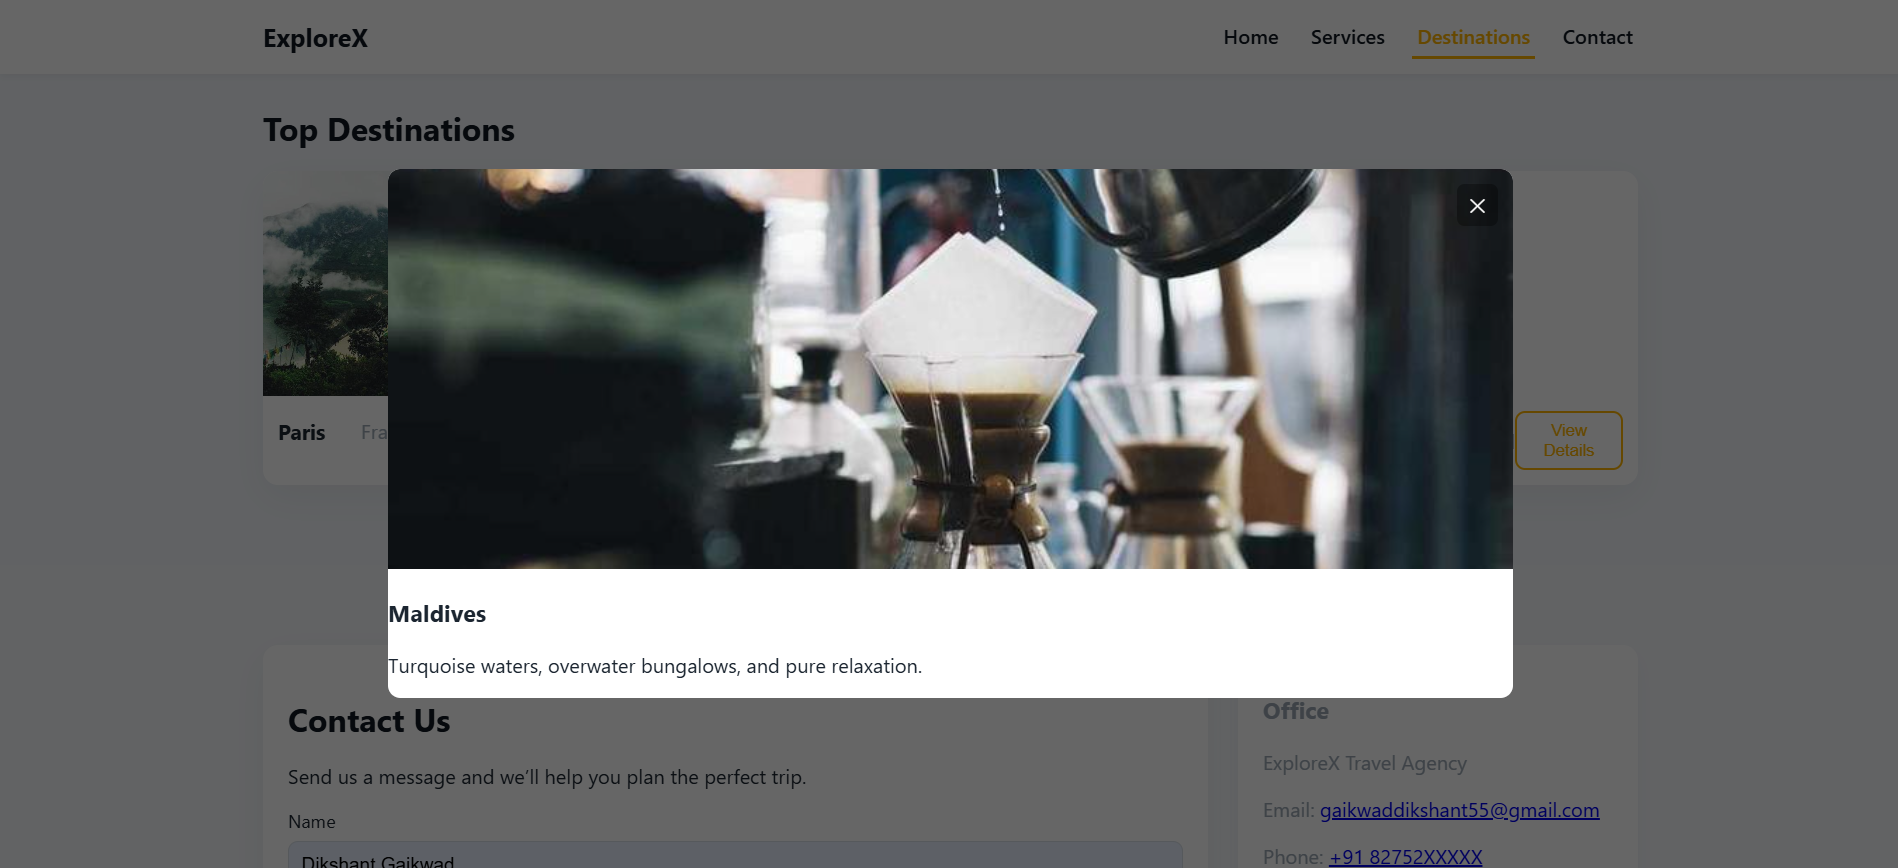 ExploreX
Home Services Destinations Contact
Top Destinations
Paris Fra
View
Details
Maldives
Turquoise waters, overwater bungalows, and pure relaxation.
Contact Us
Send us a message and we’ll help you plan the perfect trip.
Name
Dikshant Gaikwad
Office
ExploreX Travel Agency
Email: gaikwaddikshant55@gmail.com
Phone: +91 82752XXXXX